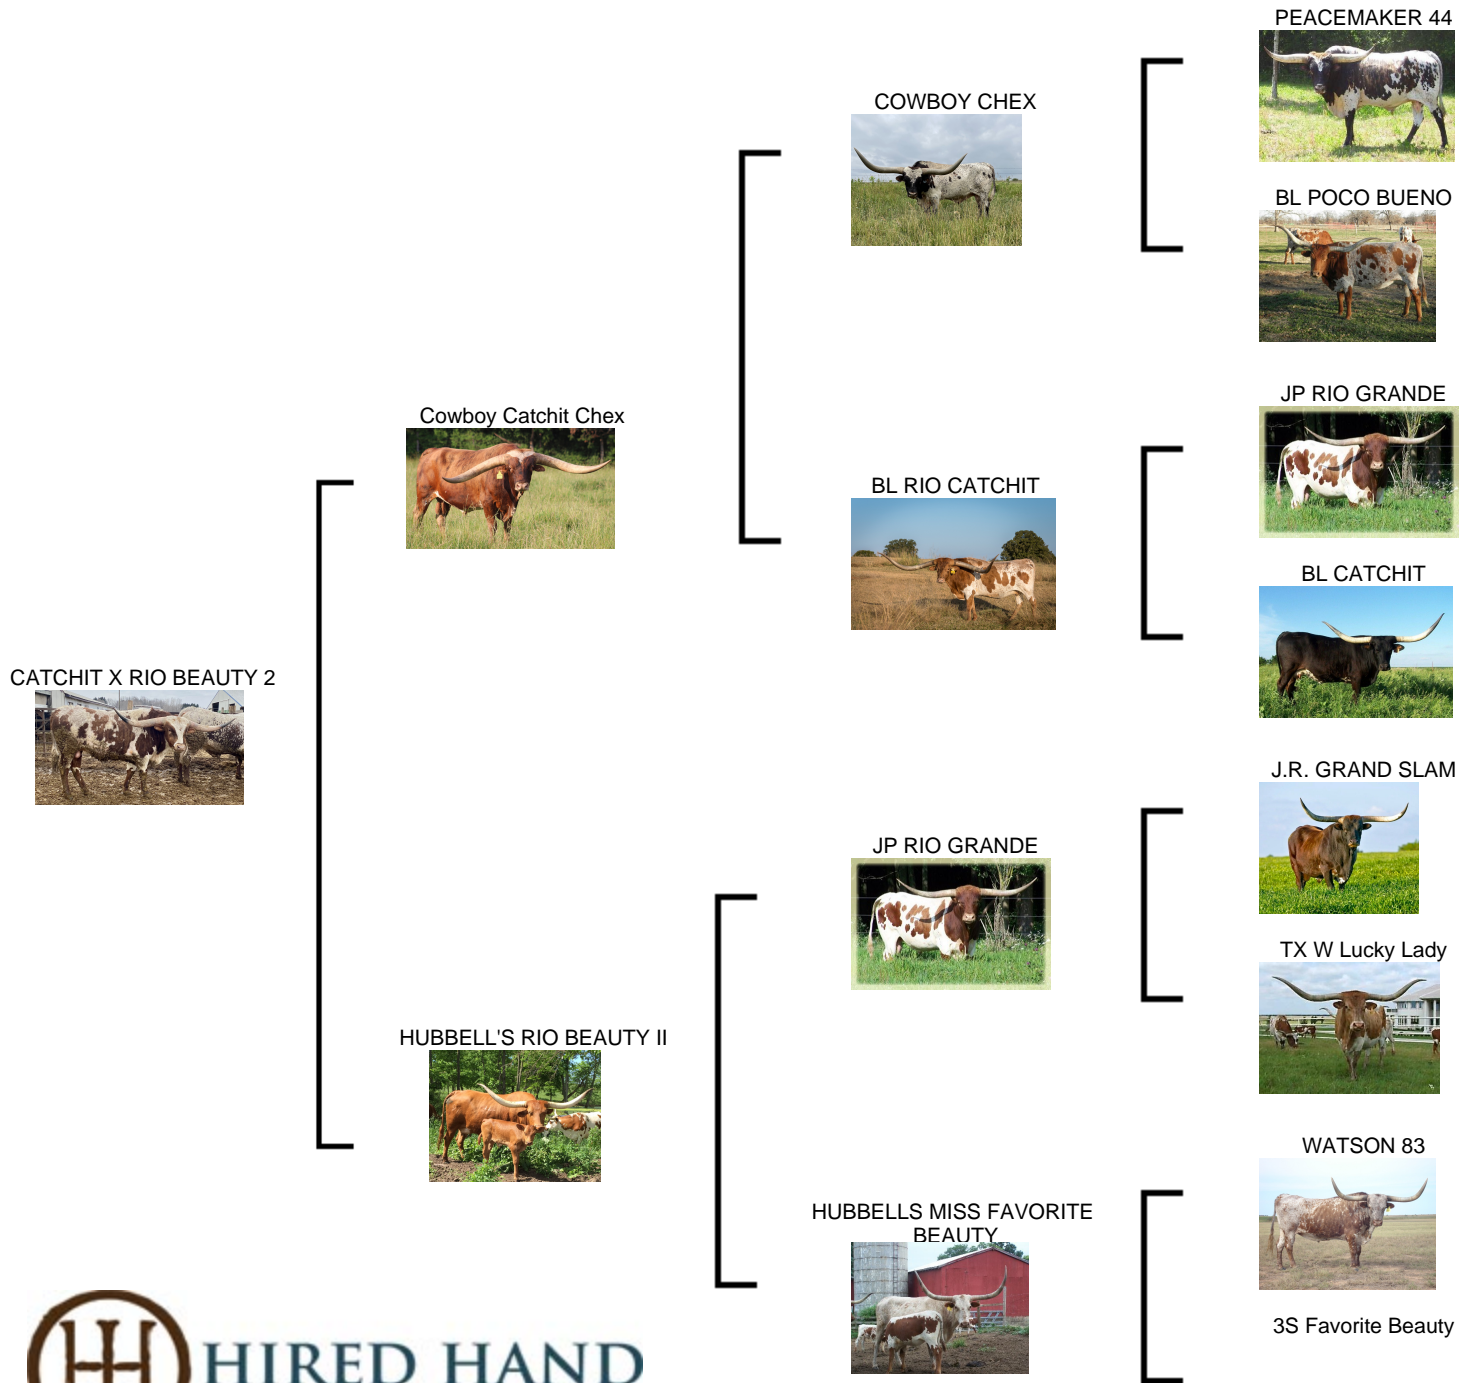 PEACEMAKER 44
COWBOY CHEX
BL POCO BUENO
JP RIO GRANDE
Cowboy Catchit Chex
BL RIO CATCHIT
BL CATCHIT
CATCHIT X RIO BEAUTY 2
J.R. GRAND SLAM
JP RIO GRANDE
TX W Lucky Lady
HUBBELL'S RIO BEAUTY II
WATSON 83
HUBBELLS MISS FAVORITE
BEAUTY
3S Favorite Beauty
HIRED HAND